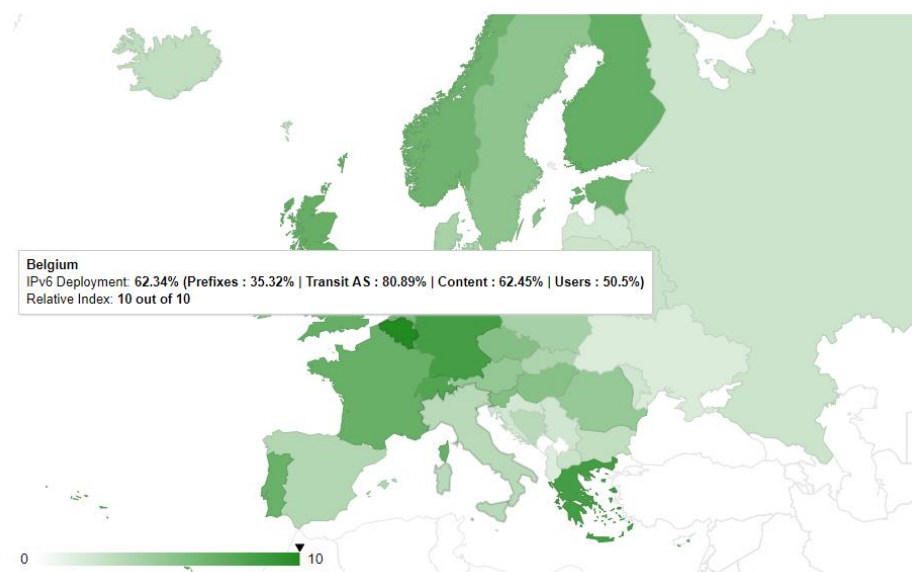 Belgium
IPv6 Deployment: 62.34% (Prefixes : 35.32% | Transit AS : 80.89% | Content : 62.45% | Users : 50.5%)
Relative Index: 10 out of 10
0 10